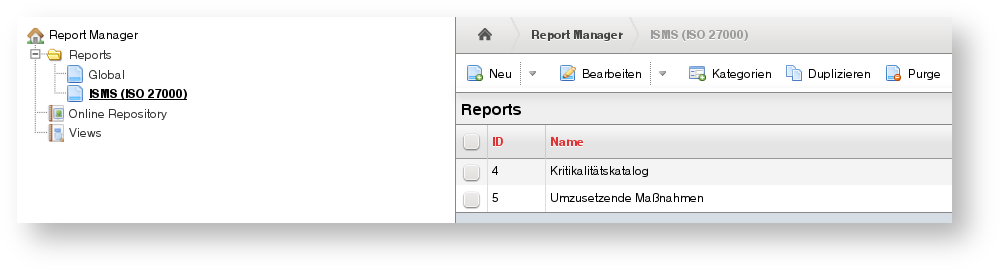 Report Manager
Reports
Global
ISMS (ISO 27000)
Online Repository
Views
Report Manager ISMS (ISO 27000)
Neu Bearbeiten Kategorien Duplizieren Purge
Reports
ID Name
4 Kritikalitätskatalog
5 Umzusetzende Maßnahmen